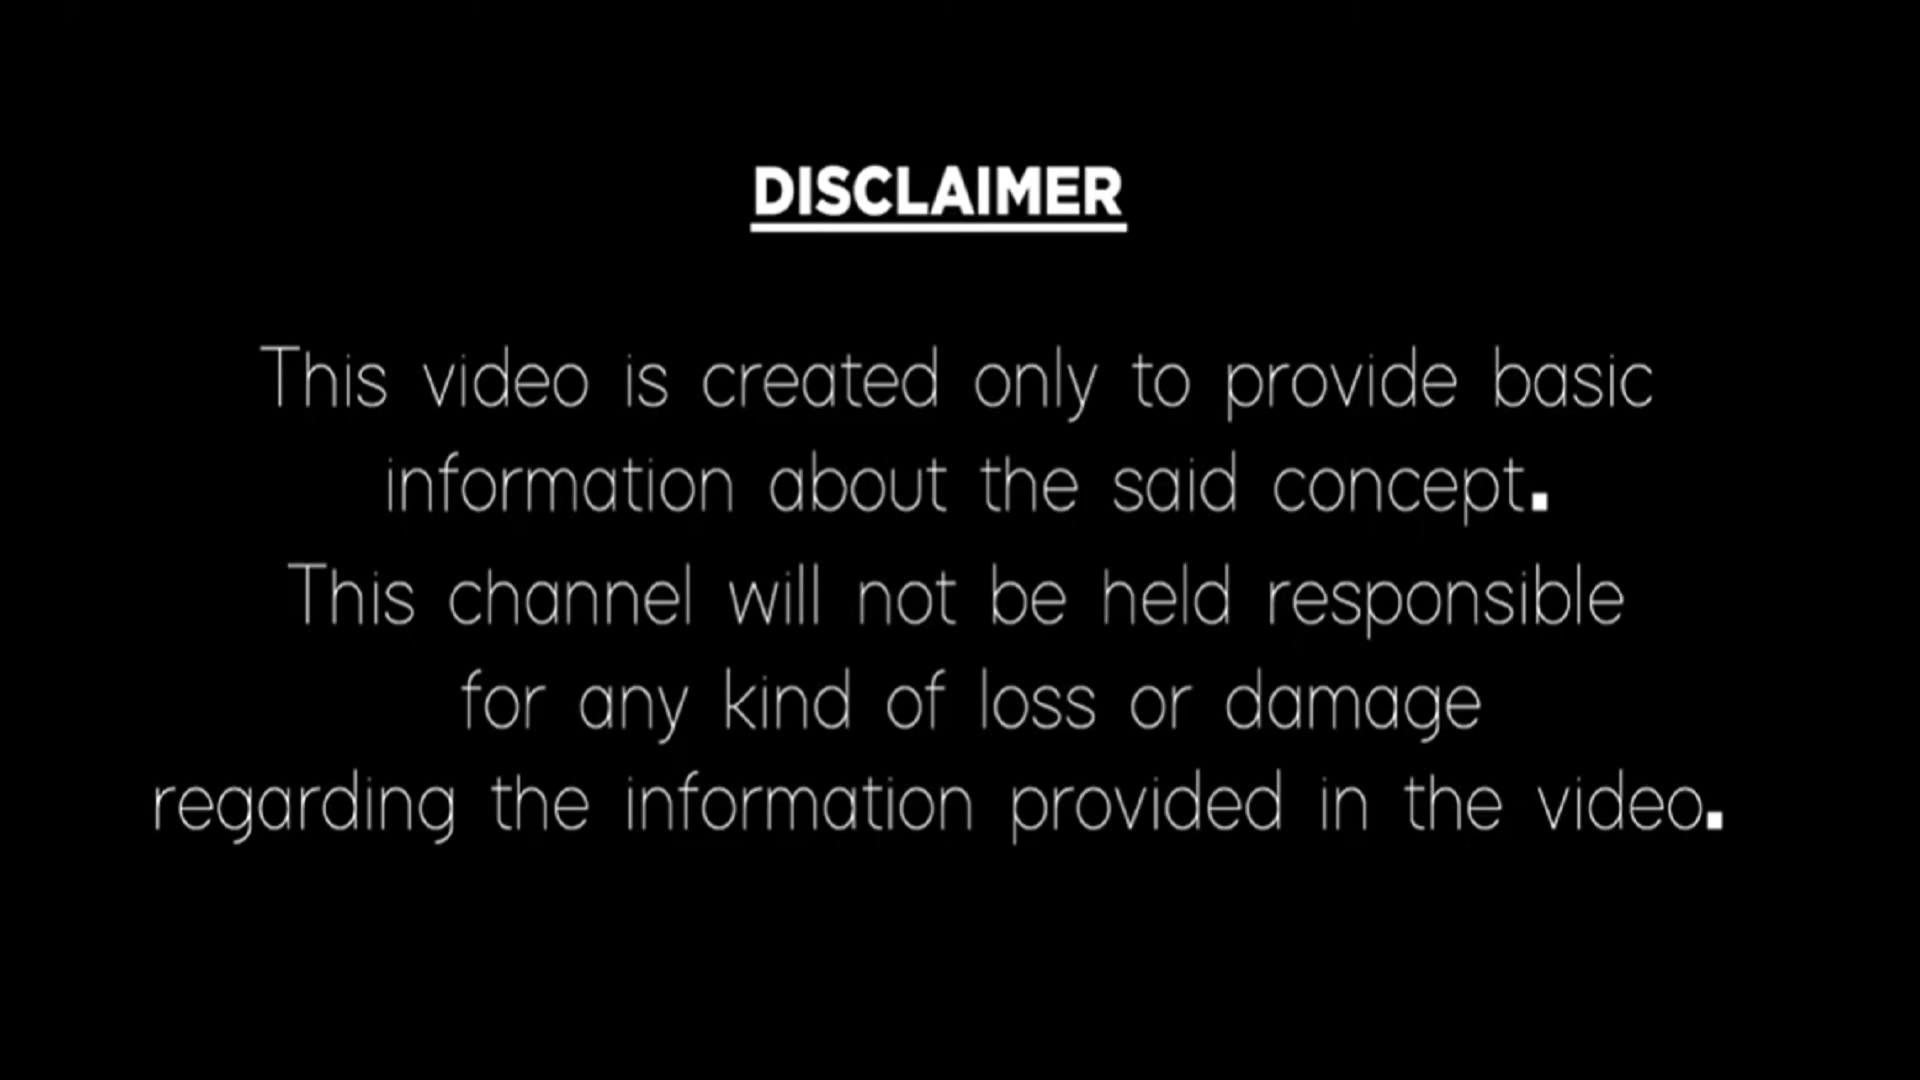 DISCLAIMER
This video is created only to provide basic
information about the said concept.
This channel will not be held responsible
for any kind of loss or damage
regarding the information provided in the video.